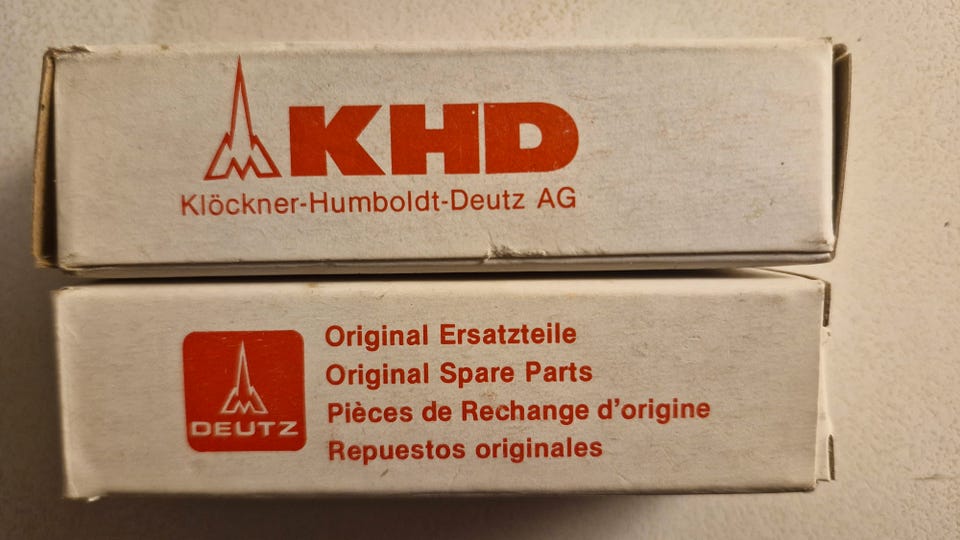 KHD
Klöckner-Humboldt-Deutz AG
DEUTZ
Original Ersatzteile
Original Spare Parts
Pièces de Rechange d'origine
Repuestos originales